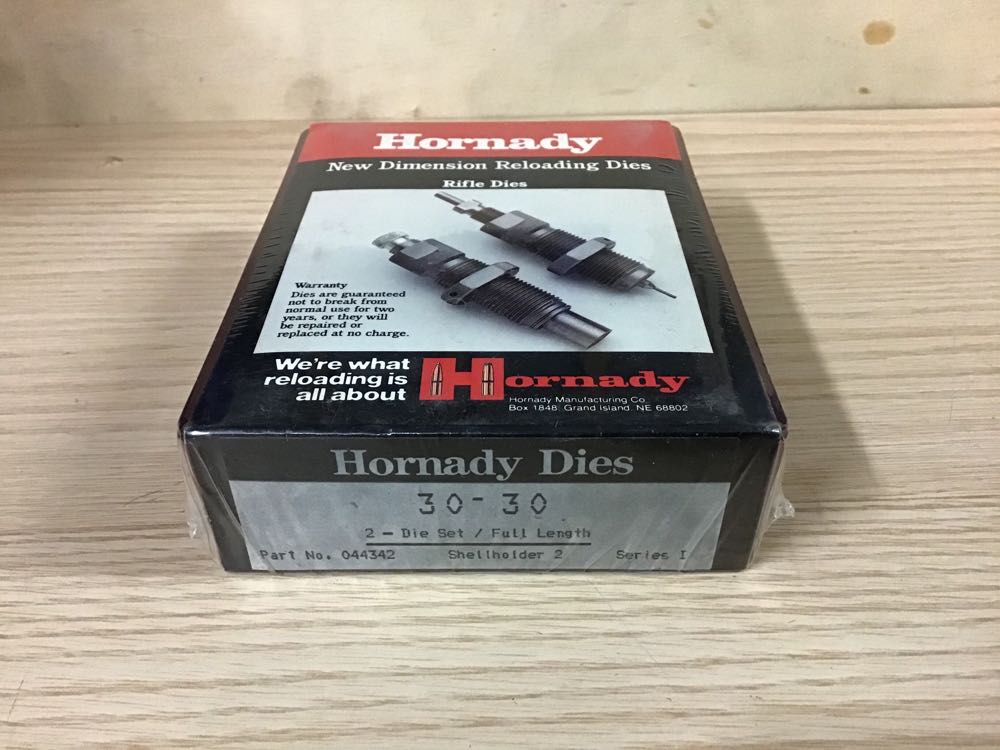 Hornady
New Dimension Reloading Dies
Rifle Dies
Warranty
Dies are guaranteed
not to break from
normal use for two
years, or they will
be repaired or
replaced at no charge.
We're what
reloading is
all about
Hornady
Hornady Manufacturing Co
Box 1848 Grand Island, NE 68802
Hornady Dies
30-30
2 - Die Set / Full Length
Part No. 044342 Shellholder 2 Series I